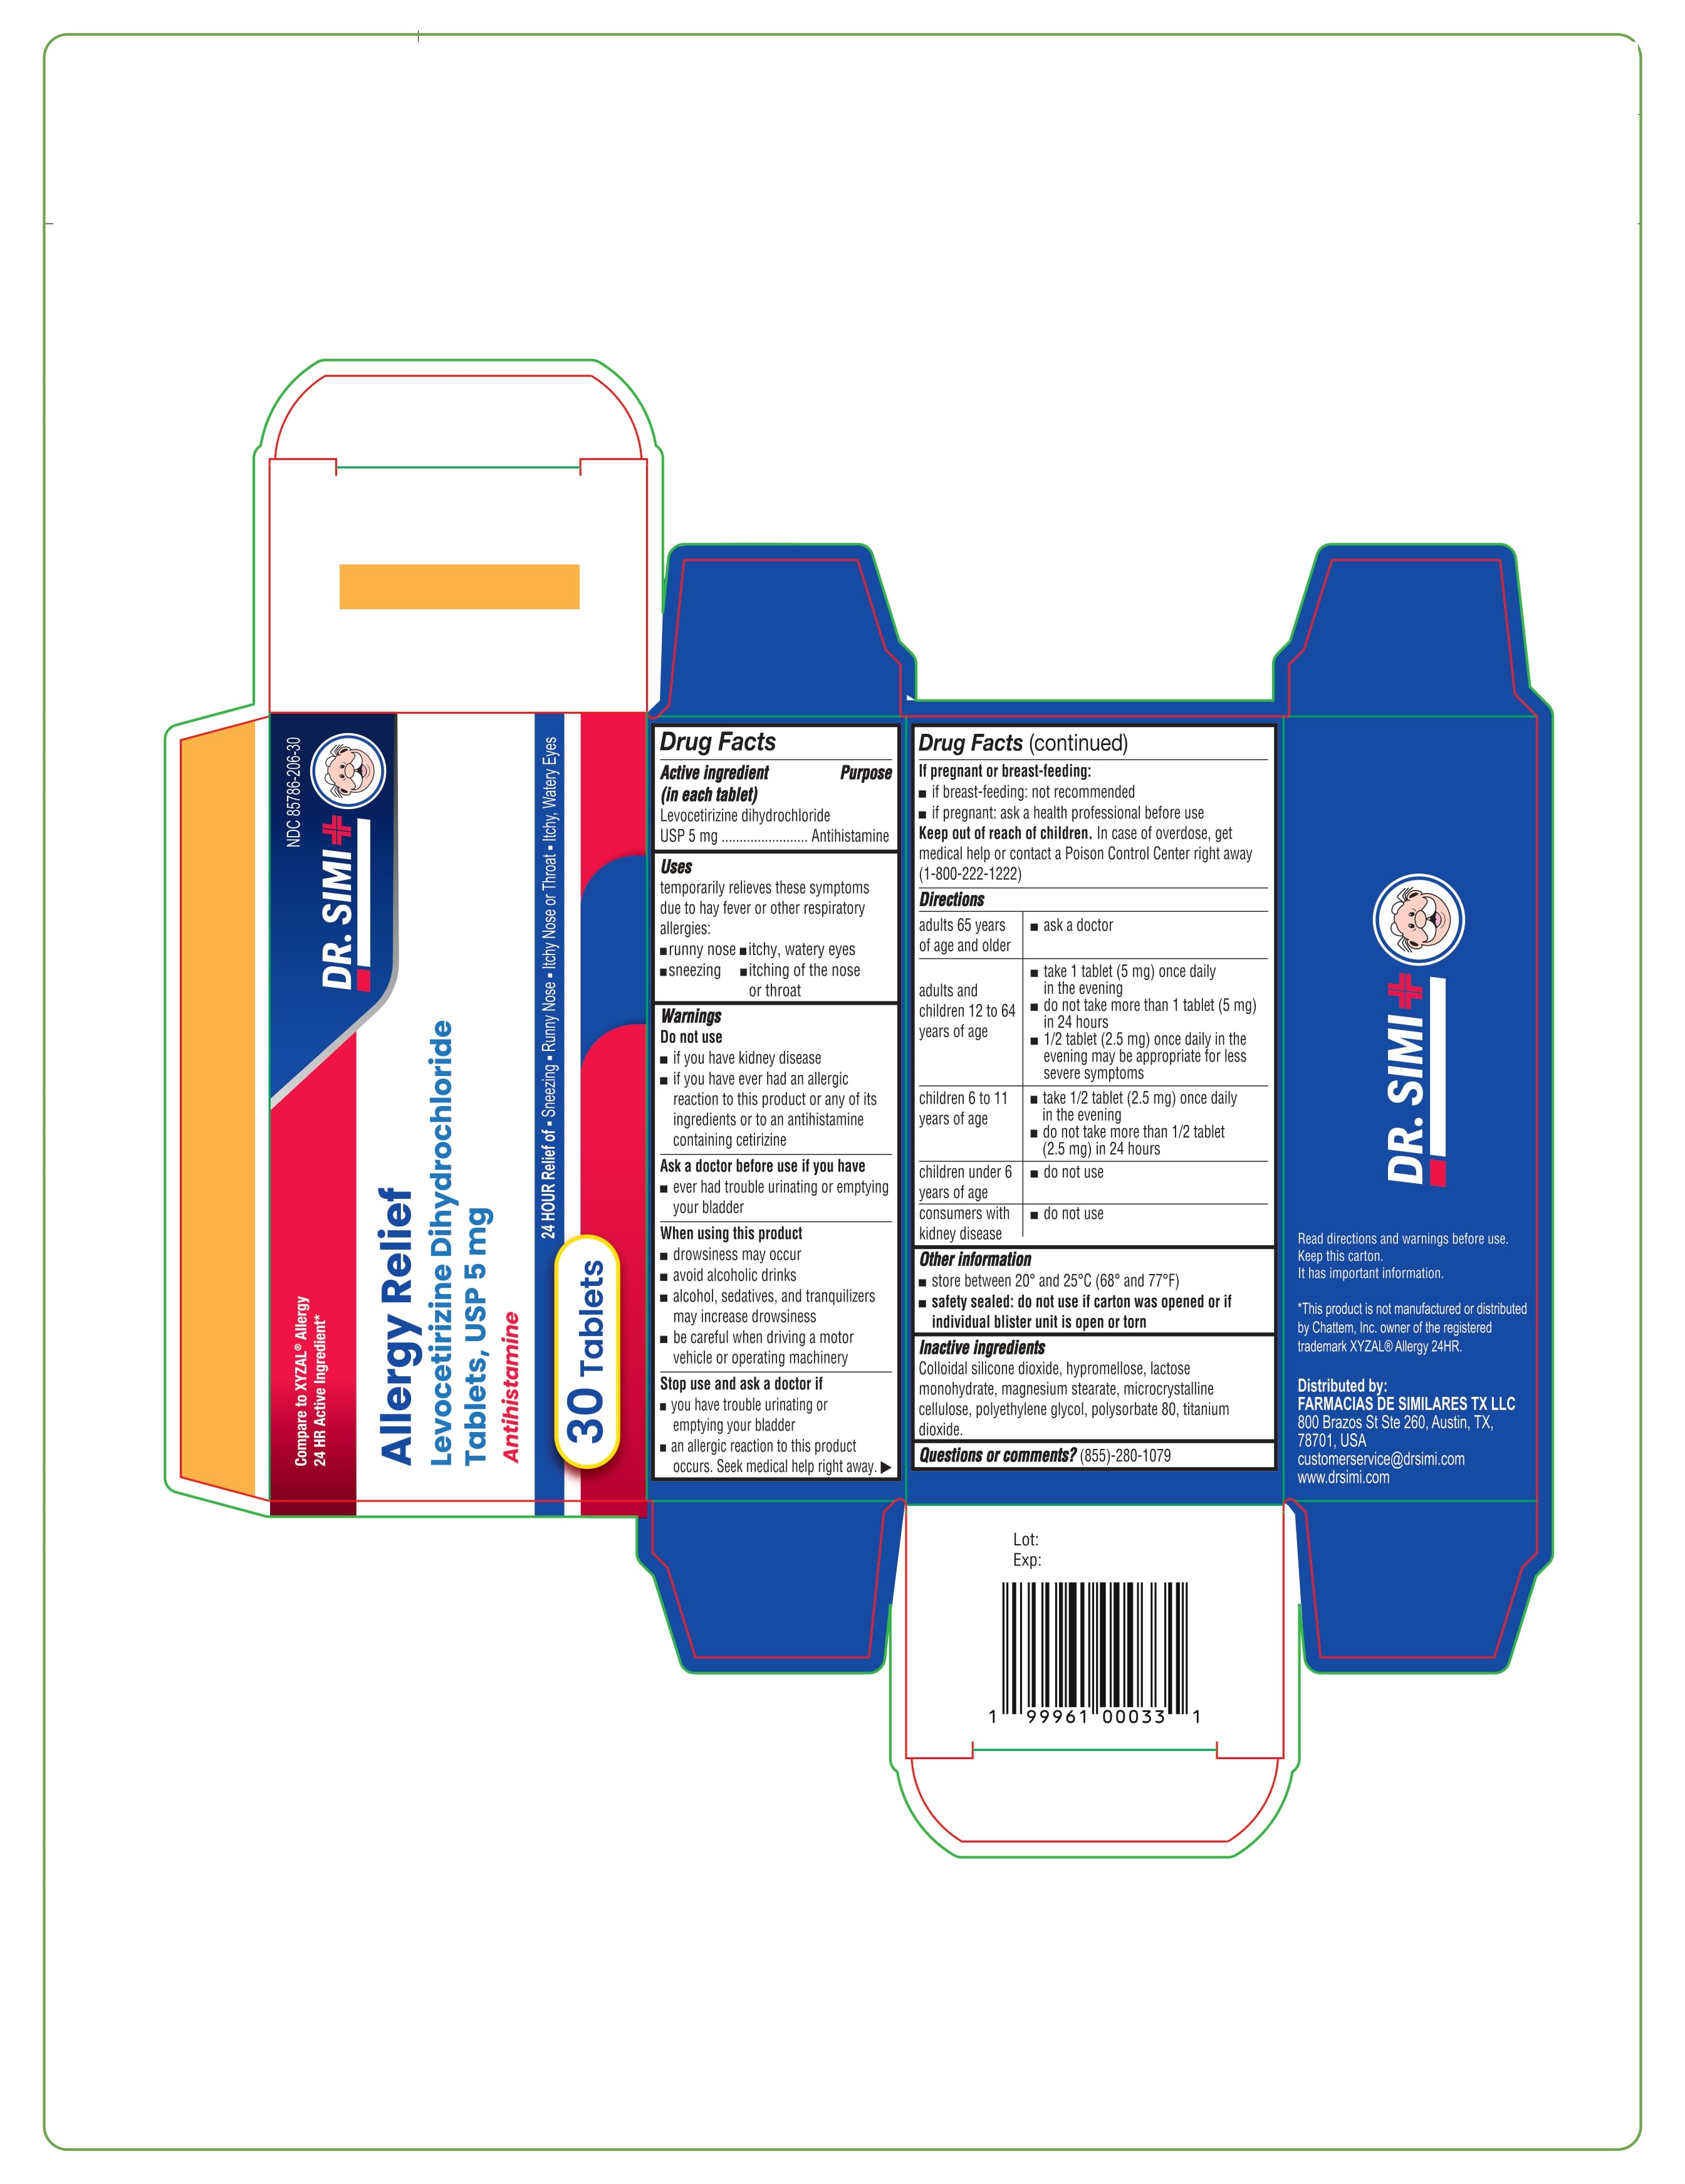 NDC 85786-206-30
DR. SIMI
Compare to XYZAL® Allergy
24 HR Active Ingredient*
Allergy Relief
Levocetirizine Dihydrochloride
Tablets, USP 5 mg
Antihistamine
24 HOUR Relief of ▪ Sneezing ▪ Runny Nose ▪ Itchy Nose or Throat ▪ Itchy, Watery Eyes
30 Tablets
Drug Facts
Active ingredient Purpose
(in each tablet)
Levocetirizine dihydrochloride
USP 5 mg ........................ Antihistamine
Uses
temporarily relieves these symptoms
due to hay fever or other respiratory
allergies:
■ runny nose ■ itchy, watery eyes
■ sneezing ■ itching of the nose
or throat
Warnings
Do not use
■ if you have kidney disease
■ if you have ever had an allergic
reaction to this product or any of its
ingredients or to an antihistamine
containing cetirizine
Ask a doctor before use if you have
■ ever had trouble urinating or emptying
your bladder
When using this product
■ drowsiness may occur
■ avoid alcoholic drinks
■ alcohol, sedatives, and tranquilizers
may increase drowsiness
■ be careful when driving a motor
vehicle or operating machinery
Stop use and ask a doctor if
■ you have trouble urinating or
emptying your bladder
■ an allergic reaction to this product
occurs. Seek medical help right away. ▶
Drug Facts (continued)
If pregnant or breast-feeding:
■ if breast-feeding: not recommended
■ if pregnant: ask a health professional before use
Keep out of reach of children. In case of overdose, get
medical help or contact a Poison Control Center right away
(1-800-222-1222)
Directions
adults 65 years
of age and older
■ ask a doctor
adults and
children 12 to 64
years of age
■ take 1 tablet (5 mg) once daily
in the evening
■ do not take more than 1 tablet (5 mg)
in 24 hours
■ 1/2 tablet (2.5 mg) once daily in the
evening may be appropriate for less
severe symptoms
children 6 to 11
years of age
■ take 1/2 tablet (2.5 mg) once daily
in the evening
■ do not take more than 1/2 tablet
(2.5 mg) in 24 hours
children under 6
years of age
■ do not use
consumers with
kidney disease
■ do not use
Other information
■ store between 20° and 25°C (68° and 77°F)
■ safety sealed: do not use if carton was opened or if
individual blister unit is open or torn
Inactive ingredients
Colloidal silicone dioxide, hypromellose, lactose
monohydrate, magnesium stearate, microcrystalline
cellulose, polyethylene glycol, polysorbate 80, titanium
dioxide.
Questions or comments? (855)-280-1079
Lot:
Exp:
1 99961 00033 1
DR. SIMI
Read directions and warnings before use.
Keep this carton.
It has important information.
*This product is not manufactured or distributed
by Chattem, Inc. owner of the registered
trademark XYZAL® Allergy 24HR.
Distributed by:
FARMACIAS DE SIMILARES TX LLC
800 Brazos St Ste 260, Austin, TX,
78701, USA
customerservice@drsimi.com
www.drsimi.com